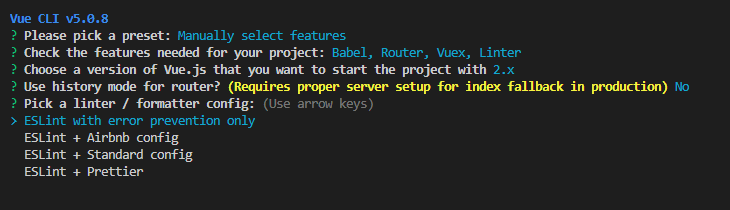 Vue CLI v5.0.8
? Please pick a preset: Manually select features
? Check the features needed for your project: Babel, Router, Vuex, Linter
? Choose a version of Vue.js that you want to start the project with 2.x
? Use history mode for router? (Requires proper server setup for index fallback in production) No
? Pick a linter / formatter config: (Use arrow keys)
> ESLint with error prevention only
ESLint + Airbnb config
ESLint + Standard config
ESLint + Prettier